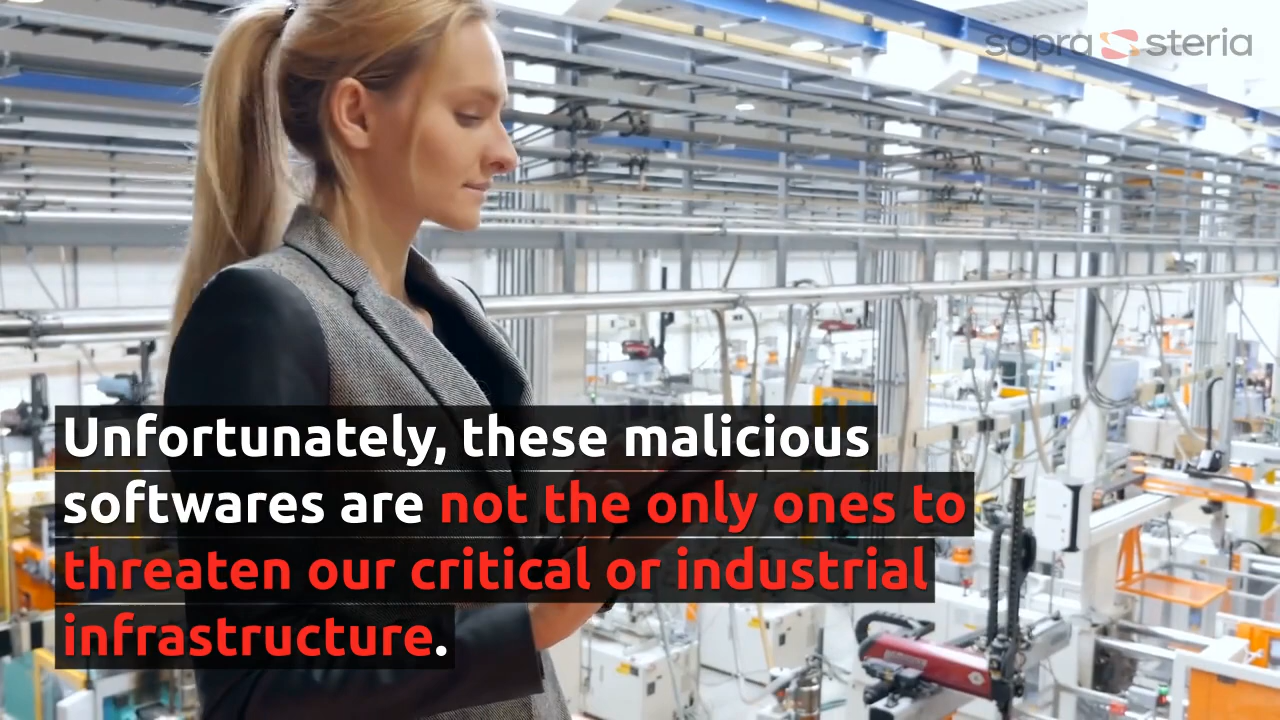 sopra steria
Unfortunately, these malicious
softwares are not the only ones to
threaten our critical or industrial
infrastructure.